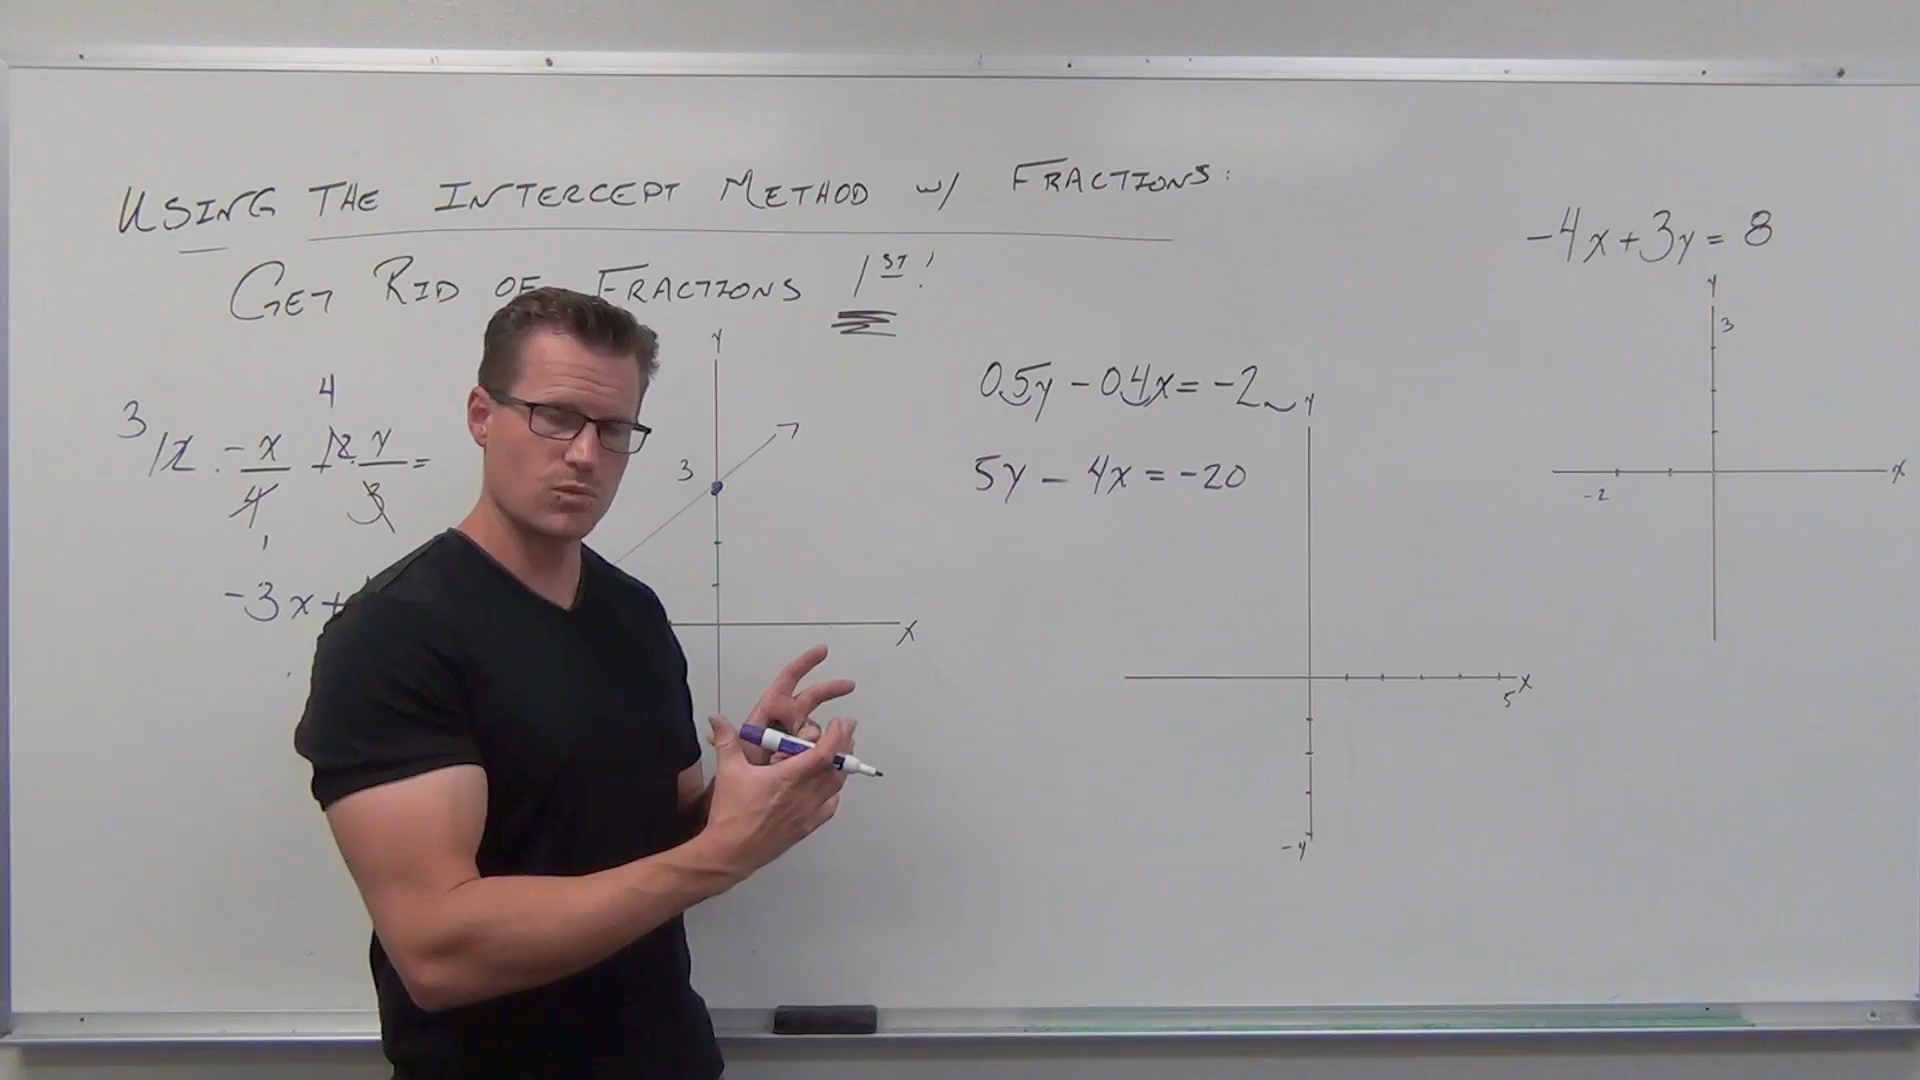 USING THE INTERCEPT METHOD W/ FRACTIONS:
GET RID OF FRACTIONS 1ST!
4
3
12 · -x/4 + 12 · y/3 =
1
-3x+
Y
3
X
0.5y - 0.4x = -2
5y - 4x = -20
Y
X
5
-4
-4x+3y = 8
Y
3
X
-2